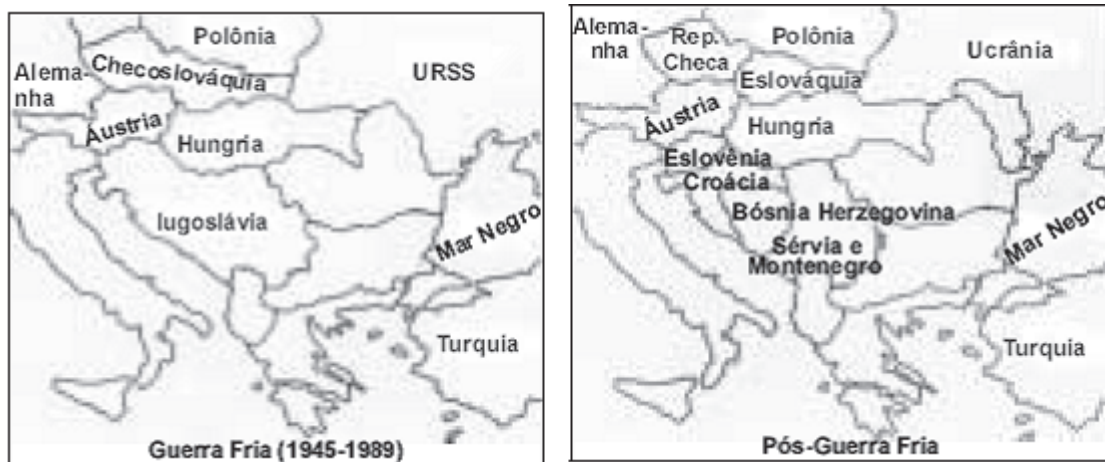 Polônia
Checoslováquia
Alema-
nha
URSS
Áustria
Hungria
Iugoslávia
Mar Negro
Turquia
Guerra Fria (1945-1989)
Alema-
nha
Rep.
Checa
Polônia
Ucrânia
Eslováquia
Áustria
Hungria
Eslovênia
Croácia
Bósnia Herzegovina
Sérvia e
Montenegro
Mar Negro
Turquia
Pós-Guerra Fria